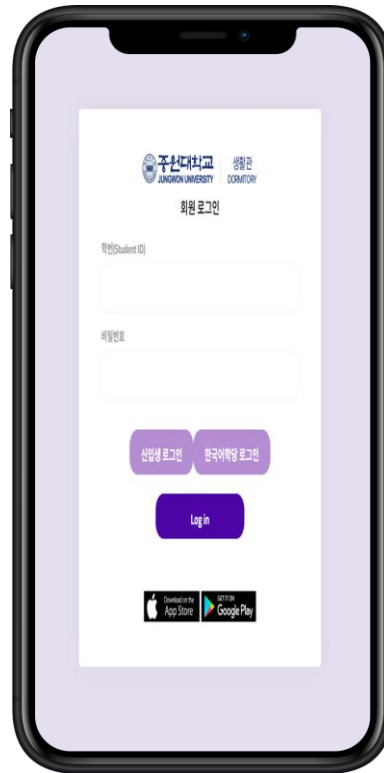 중원대학교 생활관
JUNGWON UNIVERSITY DORMITORY
회원 로그인
학번(Student ID)
비밀번호
신입생 로그인 한국어학당 로그인
Log in
Download on the GET IT ON
App Store Google Play